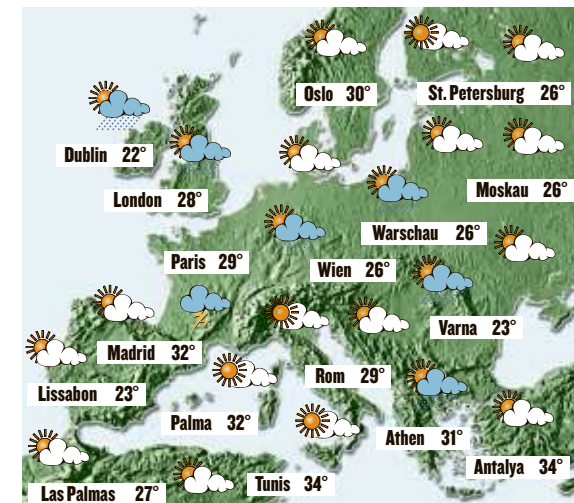 Oslo 30°
St. Petersburg 26°
Dublin 22°
London 28°
Moskau 26°
Warschau 26°
Paris 29°
Wien 26°
Varna 23°
Madrid 32°
Rom 29°
Lissabon 23°
Palma 32°
Athen 31°
Antalya 34°
Tunis 34°
Las Palmas 27°